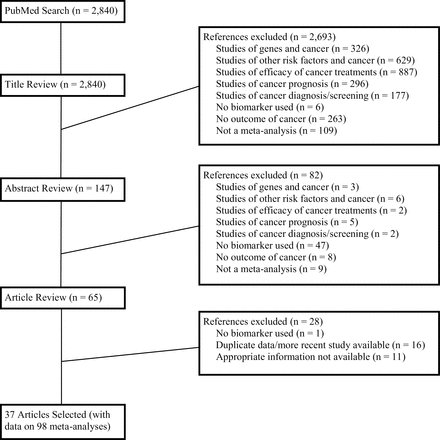 PubMed Search (n = 2,840)
References excluded (n = 2,693)
Studies of genes and cancer (n = 326)
Studies of other risk factors and cancer (n = 629)
Studies of efficacy of cancer treatments (n = 887)
Studies of cancer prognosis (n = 296)
Studies of cancer diagnosis/screening (n = 177)
No biomarker used (n = 6)
No outcome of cancer (n = 263)
Not a meta-analysis (n = 109)
Title Review (n = 2,840)
Abstract Review (n = 147)
References excluded (n = 82)
Studies of genes and cancer (n = 3)
Studies of other risk factors and cancer (n = 6)
Studies of efficacy of cancer treatments (n = 2)
Studies of cancer prognosis (n = 5)
Studies of cancer diagnosis/screening (n = 2)
No biomarker used (n = 47)
No outcome of cancer (n = 8)
Not a meta-analysis (n = 9)
Article Review (n = 65)
References excluded (n = 28)
No biomarker used (n = 1)
Duplicate data/more recent study available (n = 16)
Appropriate information not available (n = 11)
37 Articles Selected (with
data on 98 meta-analyses)